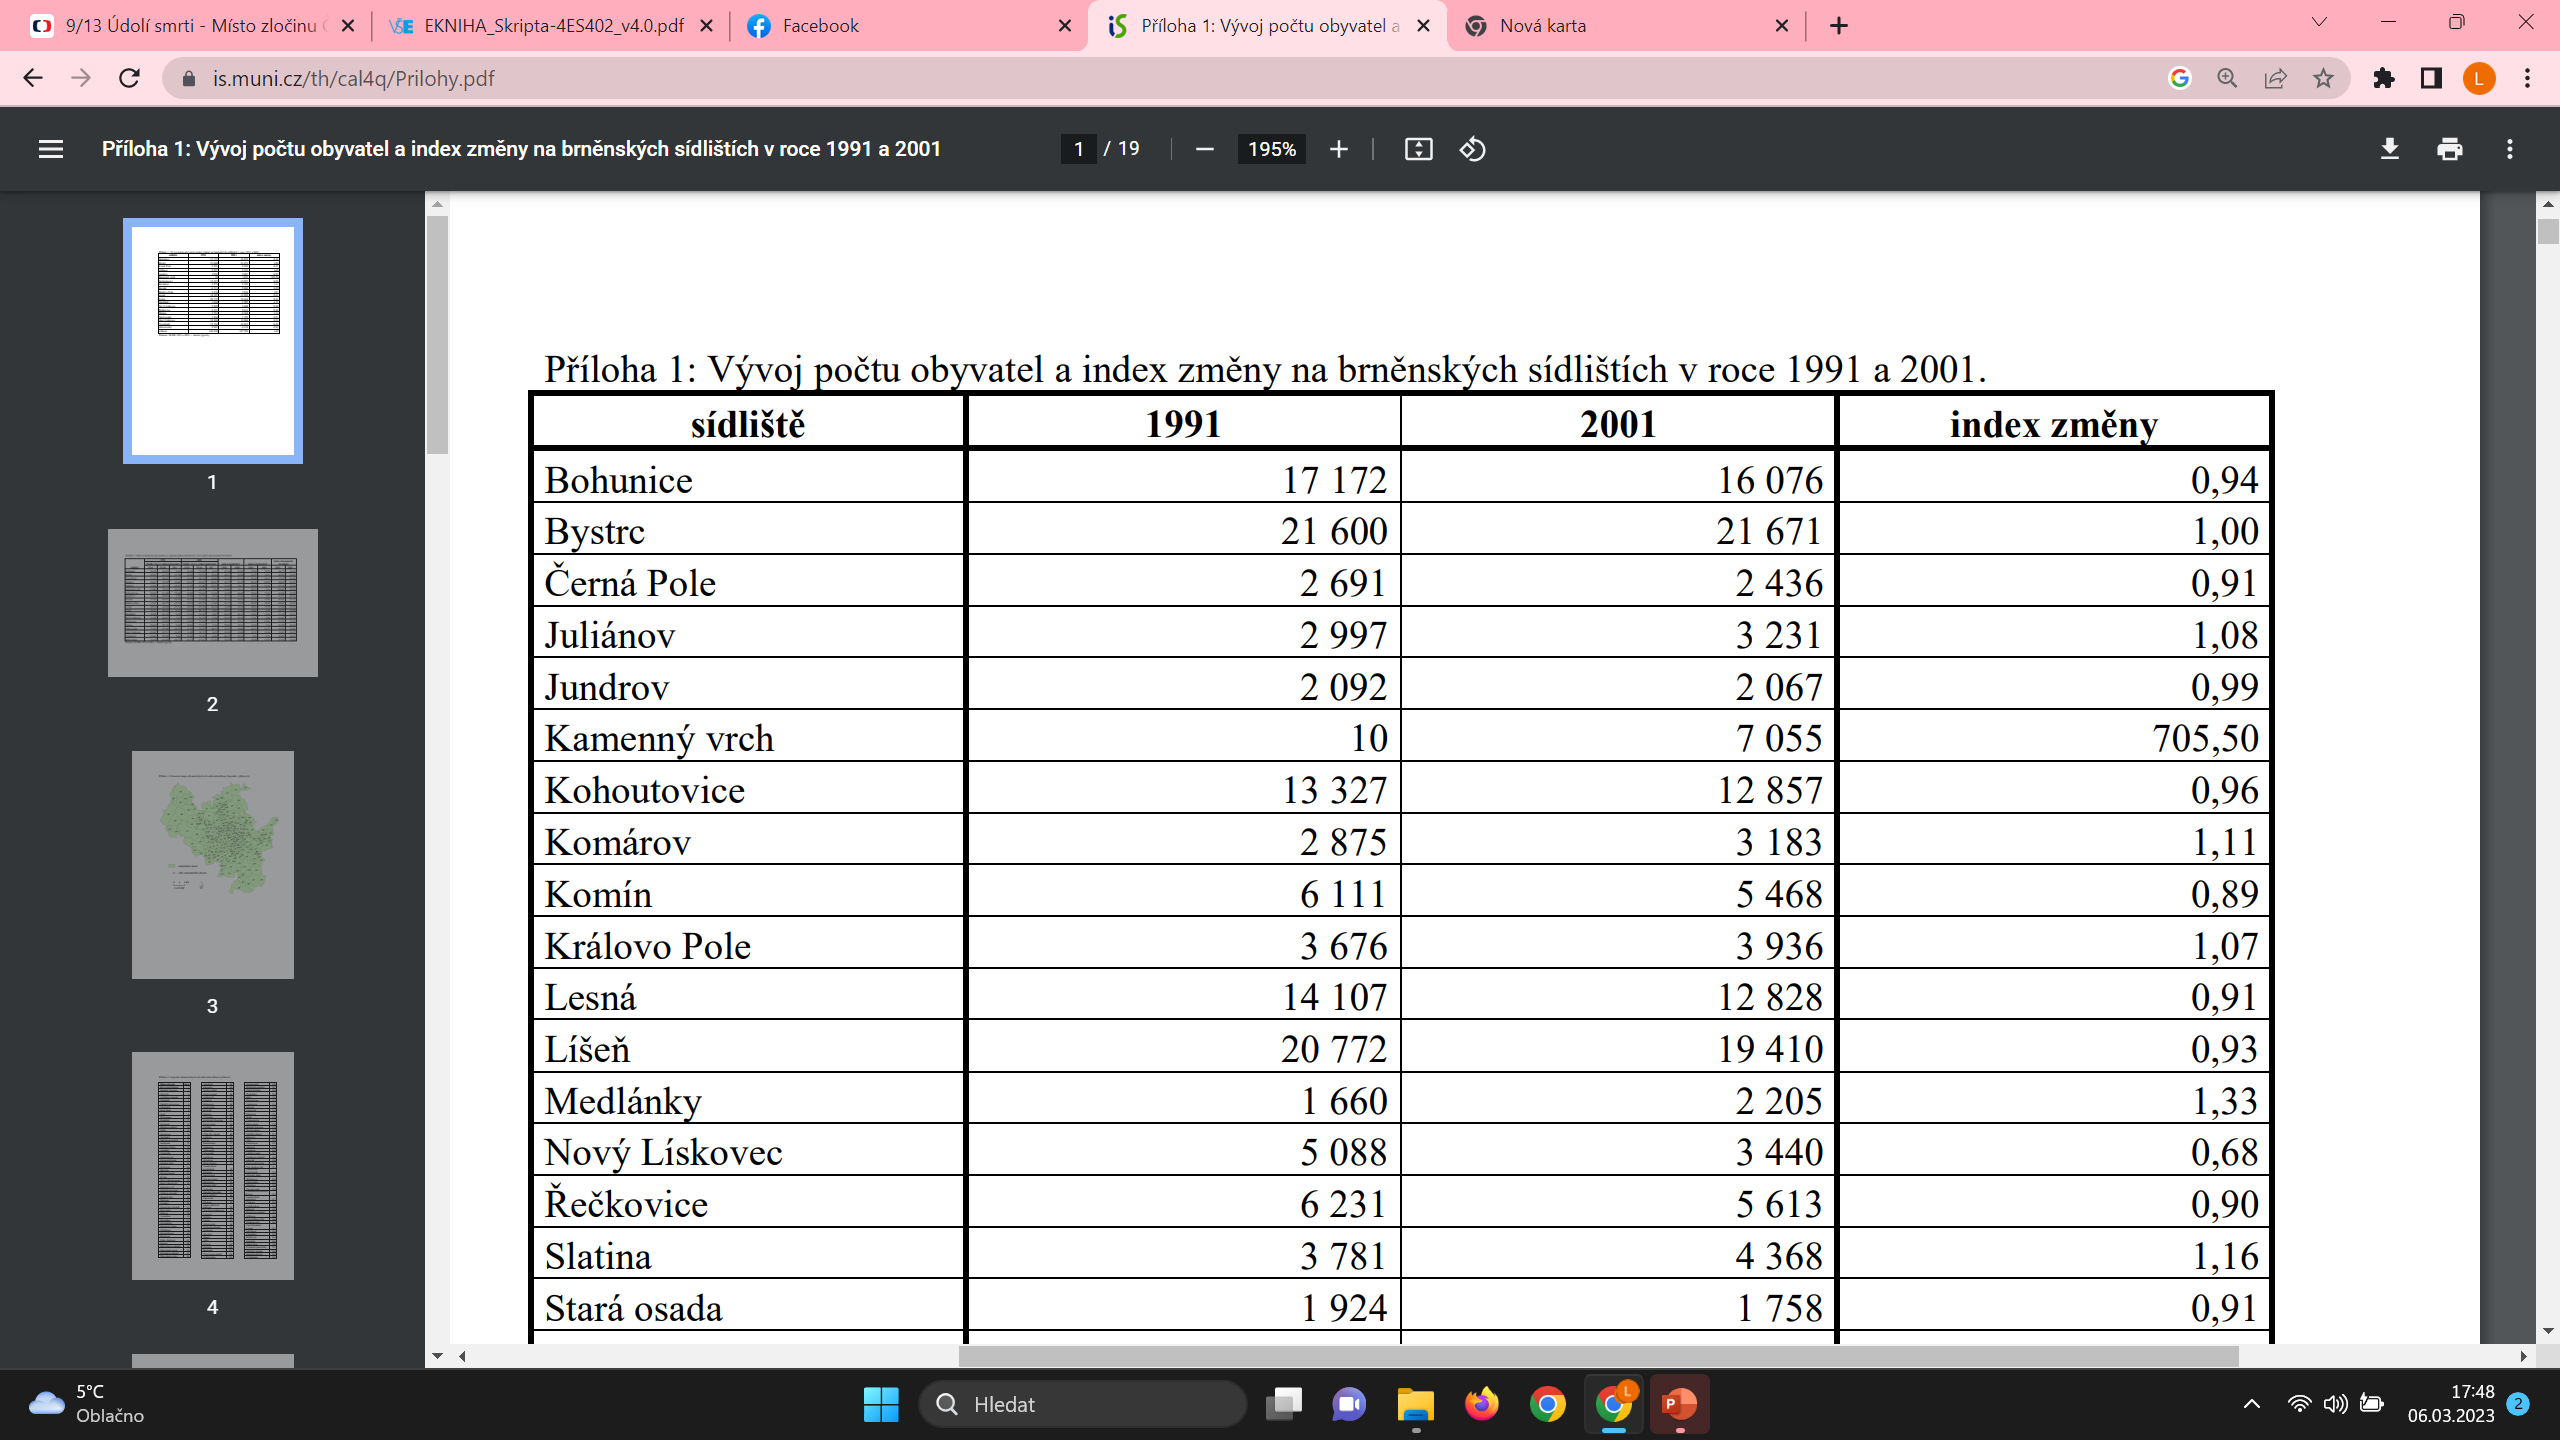 9/13 Údolí smrti - Místo zločinu
EKNIHA_Skripta-4ES402_v4.0.pdf
Facebook
Příloha 1: Vývoj počtu obyvatel a
Nová karta
is.muni.cz/th/cal4q/Prilohy.pdf
L
Příloha 1: Vývoj počtu obyvatel a index změny na brněnských sídlištích v roce 1991 a 2001
1 / 19
195%
1
2
3
4
Příloha 1: Vývoj počtu obyvatel a index změny na brněnských sídlištích v roce 1991 a 2001.
sídliště 1991 2001 index změny
Bohunice 17 172 16 076 0,94
Bystrc 21 600 21 671 1,00
Černá Pole 2 691 2 436 0,91
Juliánov 2 997 3 231 1,08
Jundrov 2 092 2 067 0,99
Kamenný vrch 10 7 055 705,50
Kohoutovice 13 327 12 857 0,96
Komárov 2 875 3 183 1,11
Komín 6 111 5 468 0,89
Královo Pole 3 676 3 936 1,07
Lesná 14 107 12 828 0,91
Líšeň 20 772 19 410 0,93
Medlánky 1 660 2 205 1,33
Nový Lískovec 5 088 3 440 0,68
Řečkovice 6 231 5 613 0,90
Slatina 3 781 4 368 1,16
Stará osada 1 924 1 758 0,91
5°C
Oblačno
Hledat
L
P
17:48
06.03.2023
2